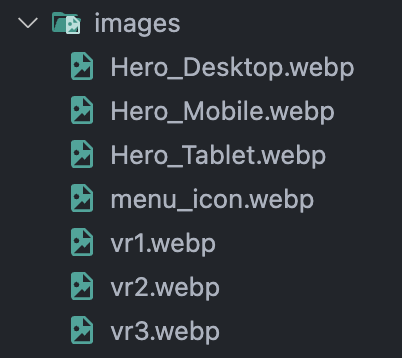 images
Hero_Desktop.webp
Hero_Mobile.webp
Hero_Tablet.webp
menu_icon.webp
vr1.webp
vr2.webp
vr3.webp